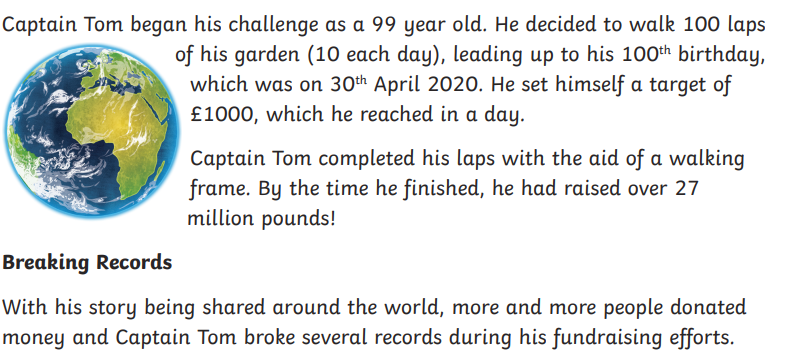 Captain Tom began his challenge as a 99 year old. He decided to walk 100 laps
of his garden (10 each day), leading up to his 100th birthday,
which was on 30th April 2020. He set himself a target of
£1000, which he reached in a day.
Captain Tom completed his laps with the aid of a walking
frame. By the time he finished, he had raised over 27
million pounds!
Breaking Records
With his story being shared around the world, more and more people donated
money and Captain Tom broke several records during his fundraising efforts.